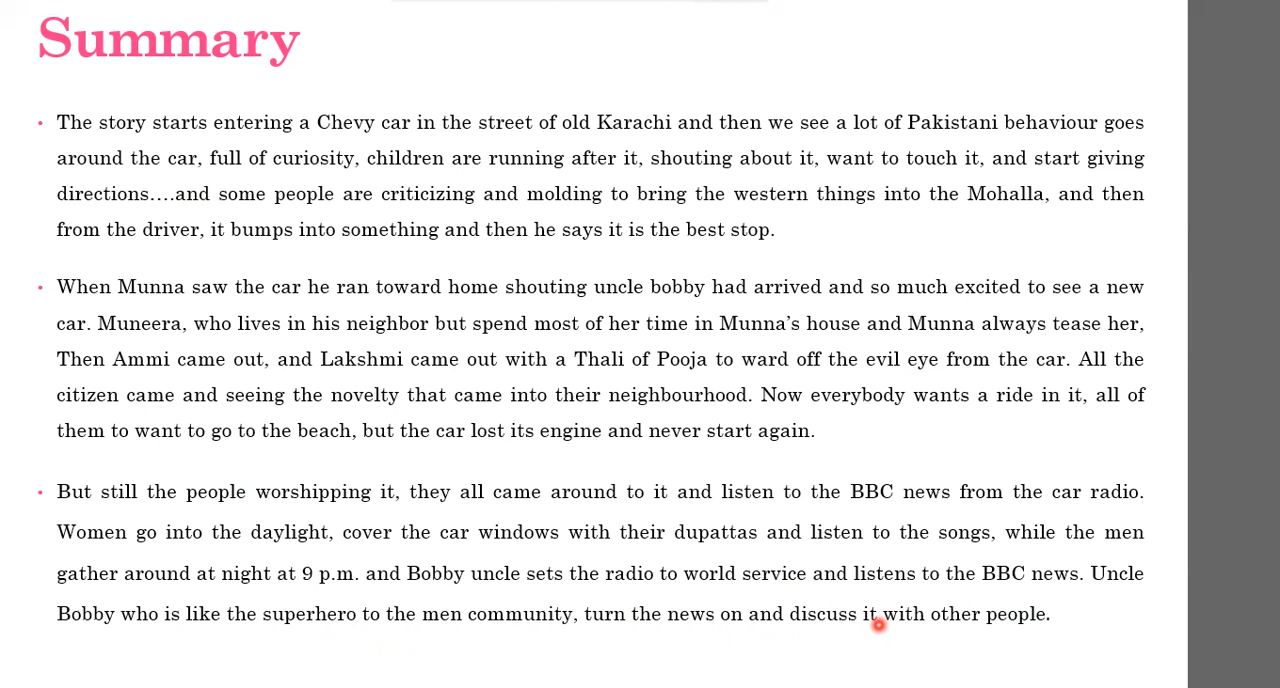 Summary
• The story starts entering a Chevy car in the street of old Karachi and then we see a lot of Pakistani behaviour goes
around the car, full of curiosity, children are running after it, shouting about it, want to touch it, and start giving
directions....and some people are criticizing and molding to bring the western things into the Mohalla, and then
from the driver, it bumps into something and then he says it is the best stop.
• When Munna saw the car he ran toward home shouting uncle bobby had arrived and so much excited to see a new
car. Muneera, who lives in his neighbor but spend most of her time in Munna's house and Munna always tease her,
Then Ammi came out, and Lakshmi came out with a Thali of Pooja to ward off the evil eye from the car. All the
citizen came and seeing the novelty that came into their neighbourhood. Now everybody wants a ride in it, all of
them to want to go to the beach, but the car lost its engine and never start again.
• But still the people worshipping it, they all came around to it and listen to the BBC news from the car radio.
Women go into the daylight, cover the car windows with their dupattas and listen to the songs, while the men
gather around at night at 9 p.m. and Bobby uncle sets the radio to world service and listens to the BBC news. Uncle
Bobby who is like the superhero to the men community, turn the news on and discuss it with other people.